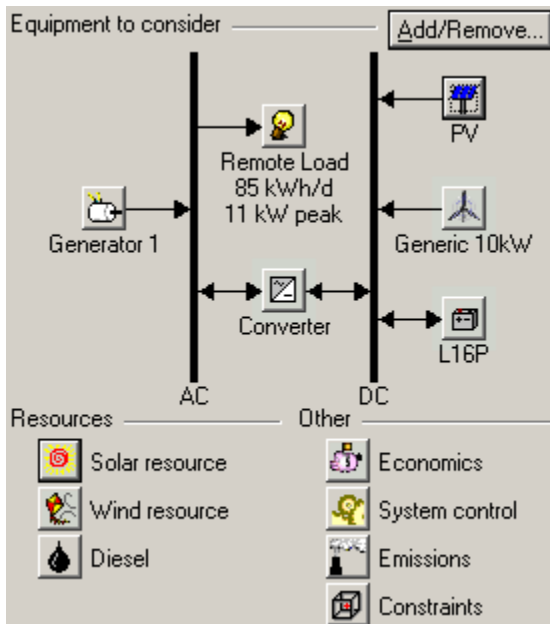 Equipment to consider
Add/Remove...
PV
Remote Load
85 kWh/d
11 kW peak
Generator 1
Generic 10kW
Converter
L16P
AC
DC
Resources
Other
Solar resource
Economics
Wind resource
System control
Diesel
Emissions
Constraints